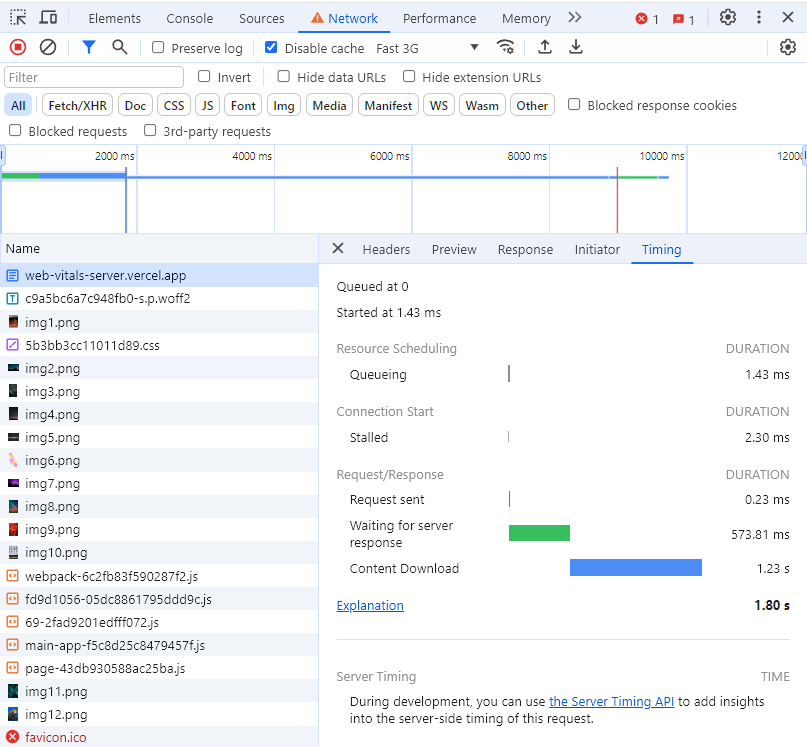 Elements Console Sources Network Performance Memory 1 1
Preserve log Disable cache Fast 3G
Filter Invert Hide data URLs Hide extension URLs
All Fetch/XHR Doc CSS JS Font Img Media Manifest WS Wasm Other Blocked response cookies
Blocked requests 3rd-party requests
2000 ms 4000 ms 6000 ms 8000 ms 10000 ms 12000
Name
web-vitals-server.vercel.app
c9a5bc6a7c948fb0-s.p.woff2
img1.png
5b3bb3cc11011d89.css
img2.png
img3.png
img4.png
img5.png
img6.png
img7.png
img8.png
img9.png
img10.png
webpack-6c2fb83f590287f2.js
fd9d1056-05dc8861795ddd9c.js
69-2fad9201edfff072.js
main-app-f5c8d25c8479457f.js
page-43db930588ac25ba.js
img11.png
img12.png
favicon.ico
Headers Preview Response Initiator Timing
Queued at 0
Started at 1.43 ms
Resource Scheduling DURATION
Queueing 1.43 ms
Connection Start DURATION
Stalled 2.30 ms
Request/Response DURATION
Request sent 0.23 ms
Waiting for server
response 573.81 ms
Content Download 1.23 s
Explanation 1.80 s
Server Timing TIME
During development, you can use the Server Timing API to add insights
into the server-side timing of this request.